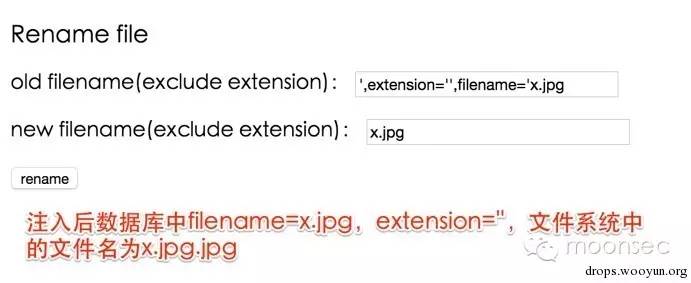 Rename file
old filename(exclude extension)： ',extension='',filename='x.jpg
new filename(exclude extension)： x.jpg
rename
注入后数据库中filename=x.jpg，extension=''，文件系统中
的文件名为x.jpg.jpg
moonsec
drops.wooyun.org